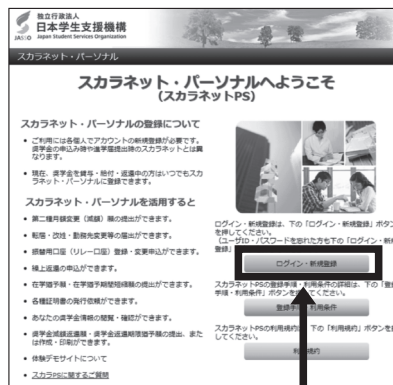 独立行政法人
日本学生支援機構
JASSO Japan Student Services Organization
スカラネット・パーソナル
スカラネット・パーソナルへようこそ
(スカラネットPS)
スカラネット・パーソナルの登録について
• ご利用には各個人でアカウントの新規登録が必要です。
奨学金の申込み時や進学届提出時のスカラネットとは異
なります。
• 現在、奨学金を貸与・給付・返還中の方はいつでもスカ
ラネット・パーソナルに登録できます。
スカラネット・パーソナルを活用すると
• 第二種月額変更（減額）願の提出ができます。
• 転居・改姓・勤務先変更等の届出ができます。
• 振替用口座（リレー口座）登録・変更申込ができます。
• 繰上返還の申込ができます。
• 在学猶予願・在学猶予期間短縮願の提出ができます。
• 各種証明書の発行依頼ができます。
• あなたの奨学金情報の閲覧・確認ができます。
• 奨学金減額返還願・奨学金返還期限猶予願の提出、また
は作成・印刷ができます。
• 体験デモサイトについて
• スカラPSに関するご質問
ログイン・新規登録は、下の「ログイン・新規登録」ボタン
を押してください。
（ユーザID・パスワードを忘れた方も下の「ログイン・新規
登録」
ログイン・新規登録
スカラネットPSの登録手順・利用条件の詳細は、下の「登録
手順・利用条件」ボタンを
してください。
登録手 利用条件
スカラネットPSの利用規約 下の「利用規約」ボタンを押
してください。
利 規約